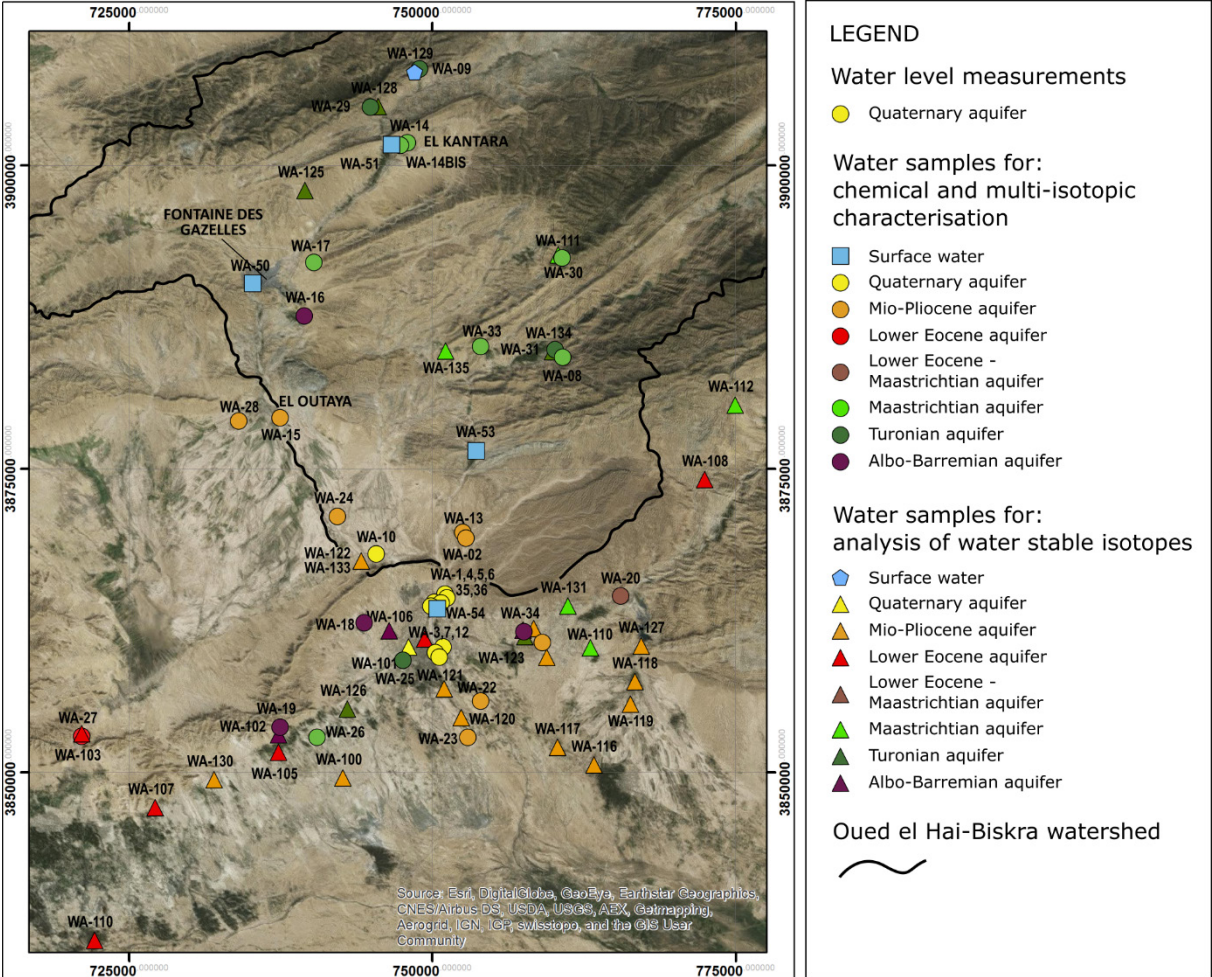 725000.000000
750000.000000
775000.000000
3900000.000000
3875000.000000
3850000.000000
WA-129
WA-09
WA-128
WA-29
WA-14
EL KANTARA
WA-51
WA-14BIS
WA-125
FONTAINE DES
GAZELLES
WA-17
WA-111
WA-50
WA-30
WA-16
WA-33
WA-134
WA-31
WA-135
WA-08
WA-112
WA-28
EL OUTAYA
WA-15
WA-53
WA-108
WA-24
WA-13
WA-10
WA-02
WA-122
WA-133
WA-1,4,5,6
35,36
WA-131
WA-20
WA-54
WA-18
WA-106
WA-3,7,12
WA-34
WA-110
WA-127
WA-101
WA-123
WA-25
WA-118
WA-121
WA-22
WA-126
WA-119
WA-120
WA-19
WA-27
WA-102
WA-26
WA-23
WA-117
WA-103
WA-116
WA-105
WA-100
WA-130
WA-107
WA-110
Source: Esri, DigitalGlobe, GeoEye, Earthstar Geographics,
CNES/Airbus DS, USDA, USGS, AEX, Getmapping,
Aerogrid, IGN, IGP, swisstopo, and the GIS User
Community
725000.000000
750000.000000
775000.000000
LEGEND
Water level measurements
Quaternary aquifer
Water samples for:
chemical and multi-isotopic
characterisation
Surface water
Quaternary aquifer
Mio-Pliocene aquifer
Lower Eocene aquifer
Lower Eocene -
Maastrichtian aquifer
Maastrichtian aquifer
Turonian aquifer
Albo-Barremian aquifer
Water samples for:
analysis of water stable isotopes
Surface water
Quaternary aquifer
Mio-Pliocene aquifer
Lower Eocene aquifer
Lower Eocene -
Maastrichtian aquifer
Maastrichtian aquifer
Turonian aquifer
Albo-Barremian aquifer
Oued el Hai-Biskra watershed